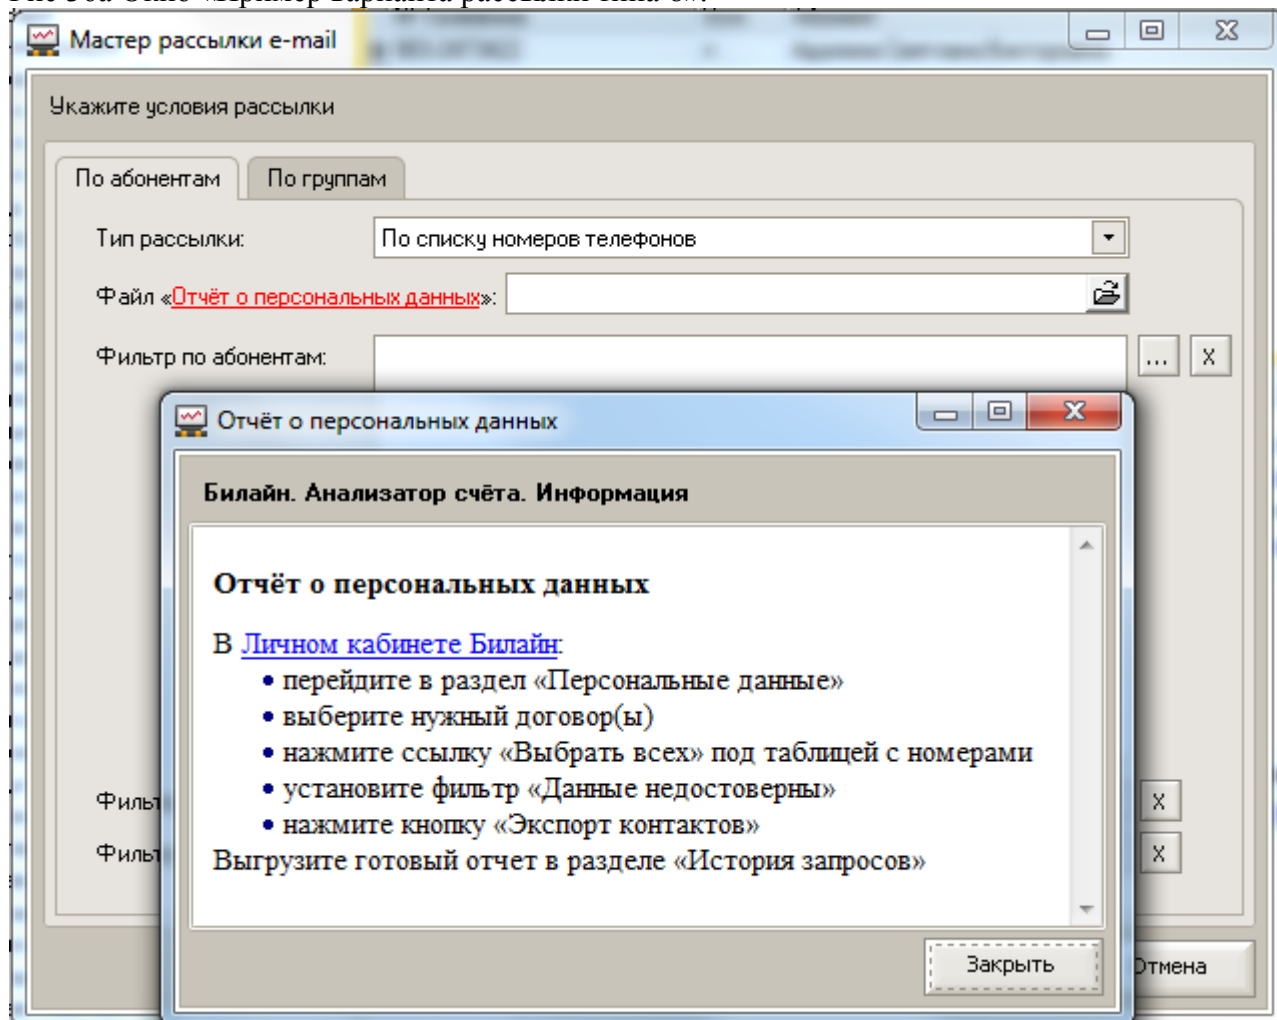 Мастер рассылки e-mail
Укажите условия рассылки
По абонентам По группам
Тип рассылки: По списку номеров телефонов
Файл «Отчёт о персональных данных»:
Фильтр по абонентам: ... X
Отчёт о персональных данных
Билайн. Анализатор счёта. Информация
Отчёт о персональных данных
В Личном кабинете Билайн:
• перейдите в раздел «Персональные данные»
• выберите нужный договор(ы)
• нажмите ссылку «Выбрать всех» под таблицей с номерами
• установите фильтр «Данные недостоверны»
• нажмите кнопку «Экспорт контактов»
Выгрузите готовый отчет в разделе «История запросов»
Филь X
Филь X
Закрыть Отмена